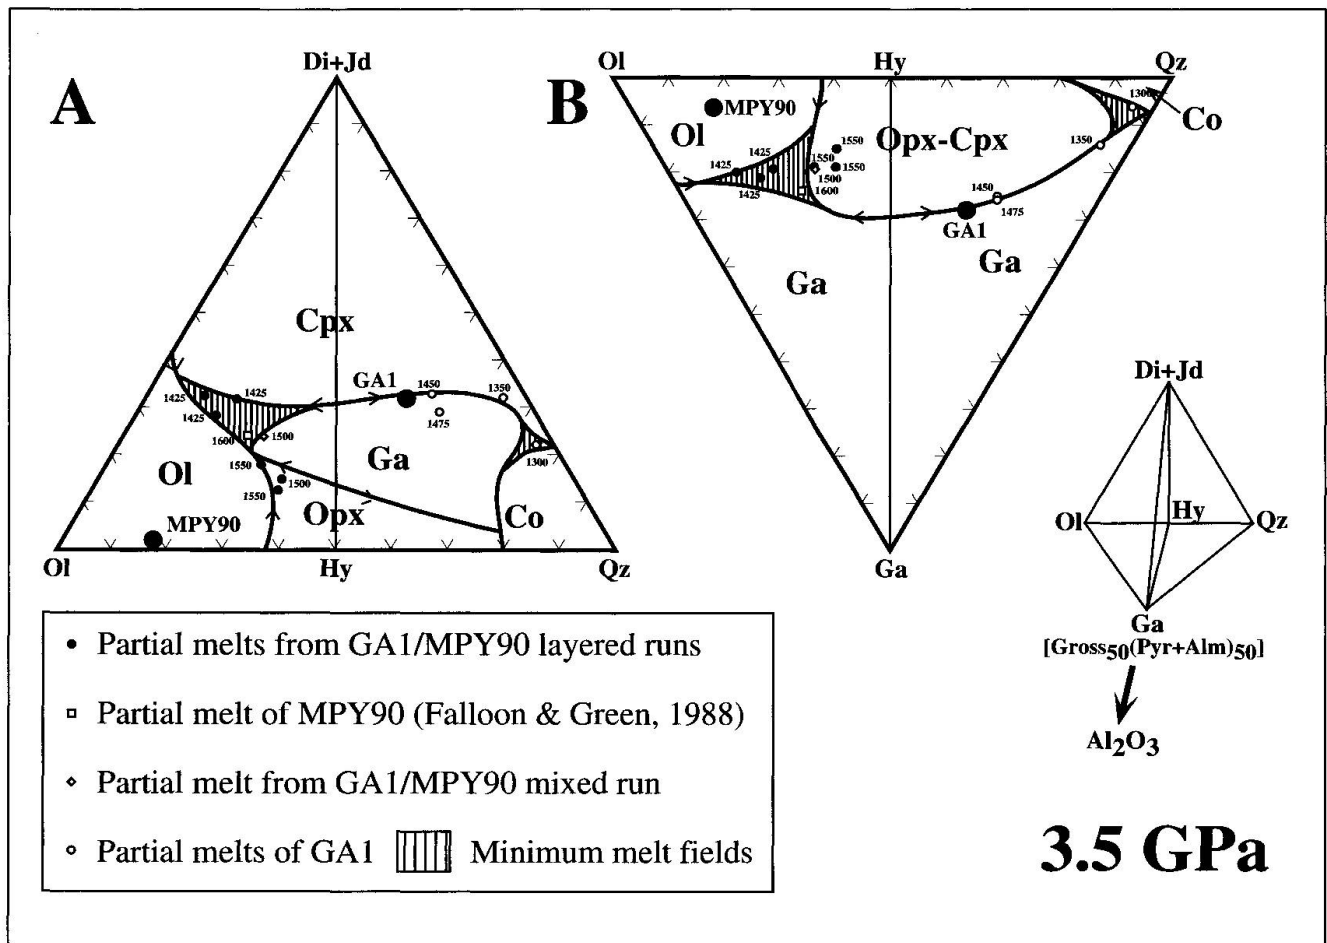 A
Di+Jd
Cpx
GA1
1450
1350
1475
1425
1425
1425
1600
1500
Ga
1300
Ol
1550
1500
1550
Opx
Co
MPY90
Ol
Hy
Qz
B
Ol
Hy
Qz
MPY90
1300
Co
Ol
Opx-Cpx
1350
1550
1425
1425
1550
1550
1500
1425
1600
1450
1475
GA1
Ga
Ga
Ga
Di+Jd
Ol
Hy
Qz
Ga
[Gross50(Pyr+Alm)50]
Al2O3
Partial melts from GA1/MPY90 layered runs
Partial melt of MPY90 (Falloon & Green, 1988)
Partial melt from GA1/MPY90 mixed run
Partial melts of GA1
Minimum melt fields
3.5 GPa